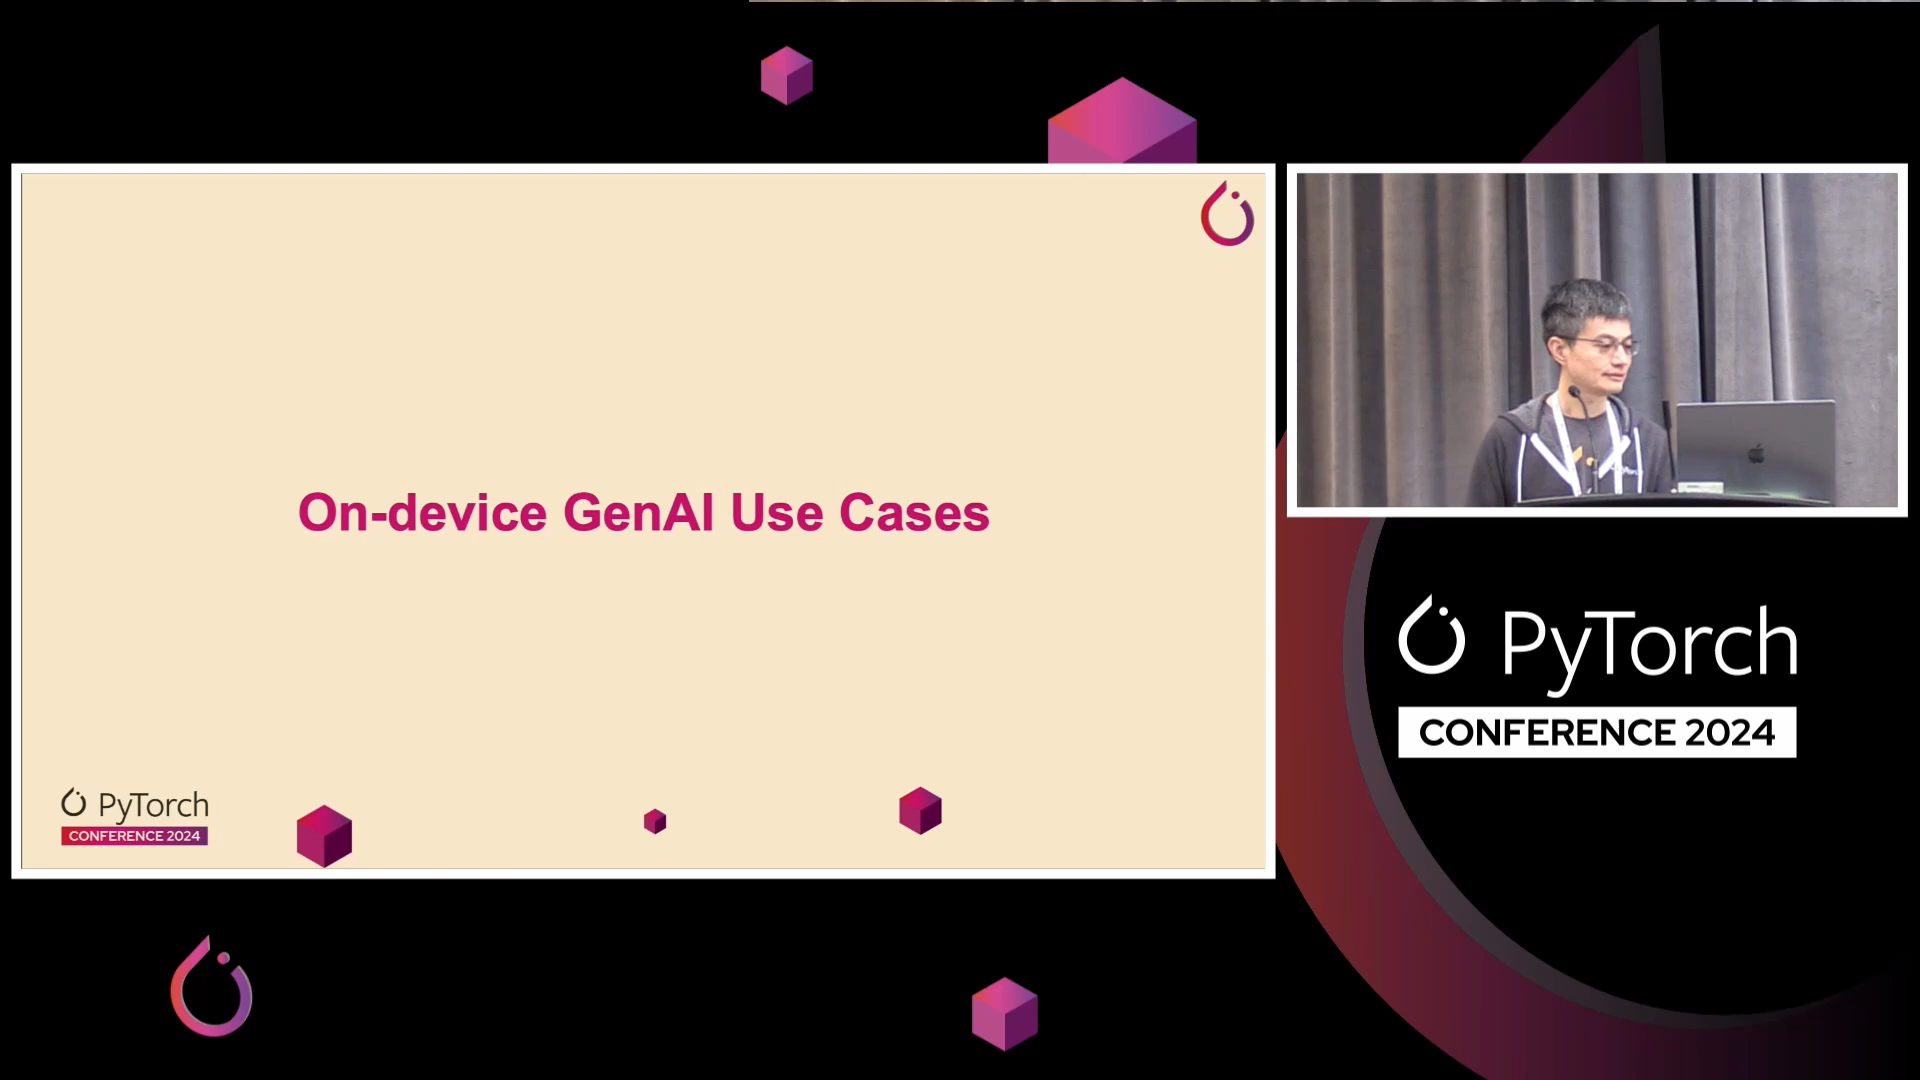 On-device GenAI Use Cases
PyTorch
CONFERENCE 2024
PyTorch
CONFERENCE 2024